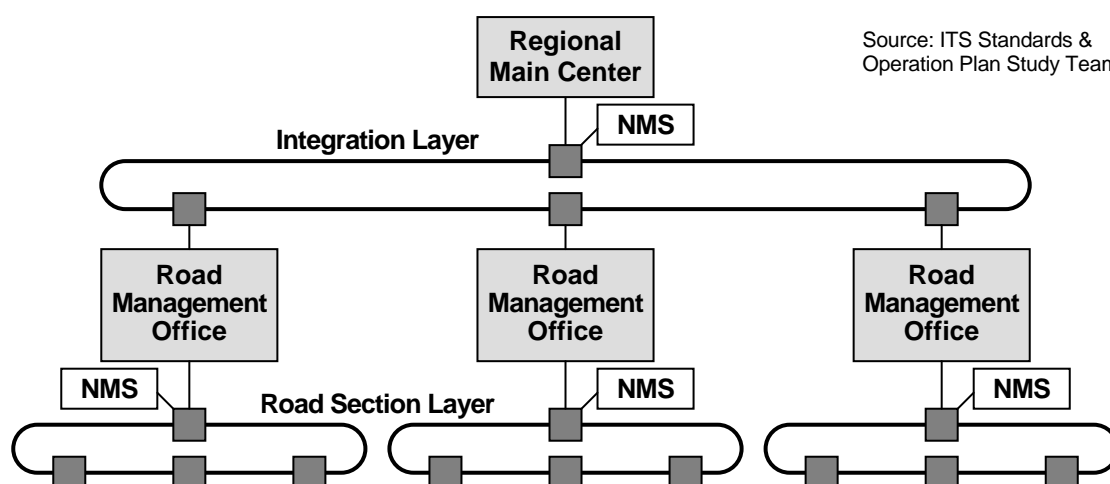 Regional
Main Center
Source: ITS Standards &
Operation Plan Study Team
NMS
Integration Layer
Road
Management
Office
Road
Management
Office
Road
Management
Office
NMS
Road Section Layer
NMS
NMS